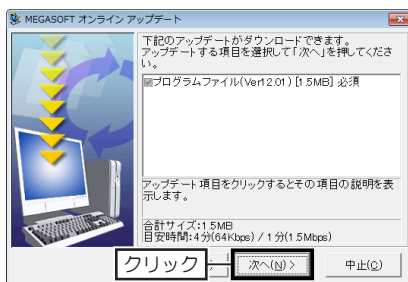 MEGASOFT オンライン アップデート
下記のアップデートがダウンロードできます。
アップデートする項目を選択して「次へ」を押してくださ
い。
プログラムファイル(Ver12.01) [1.5MB] 必須
アップデート項目をクリックするとその項目の説明を表
示します。
合計サイズ:1.5MB
目安時間:4分(64Kbps) / 1分(1.5Mbps)
クリック
次へ(N) >
中止(C)